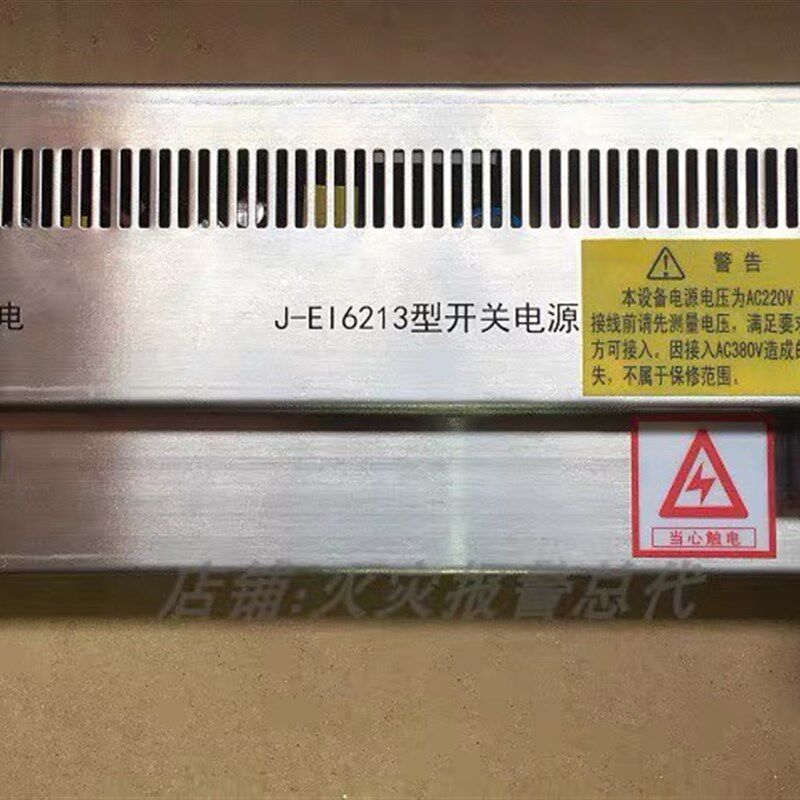 电
J-EI6213型开关电源
警告
本设备电源电压为AC220V
接线前请先测量电压，满足要求
方可接入。因接入AC380V造成的
失，不属于保修范围。
当心触电
店铺:火灾报警总代